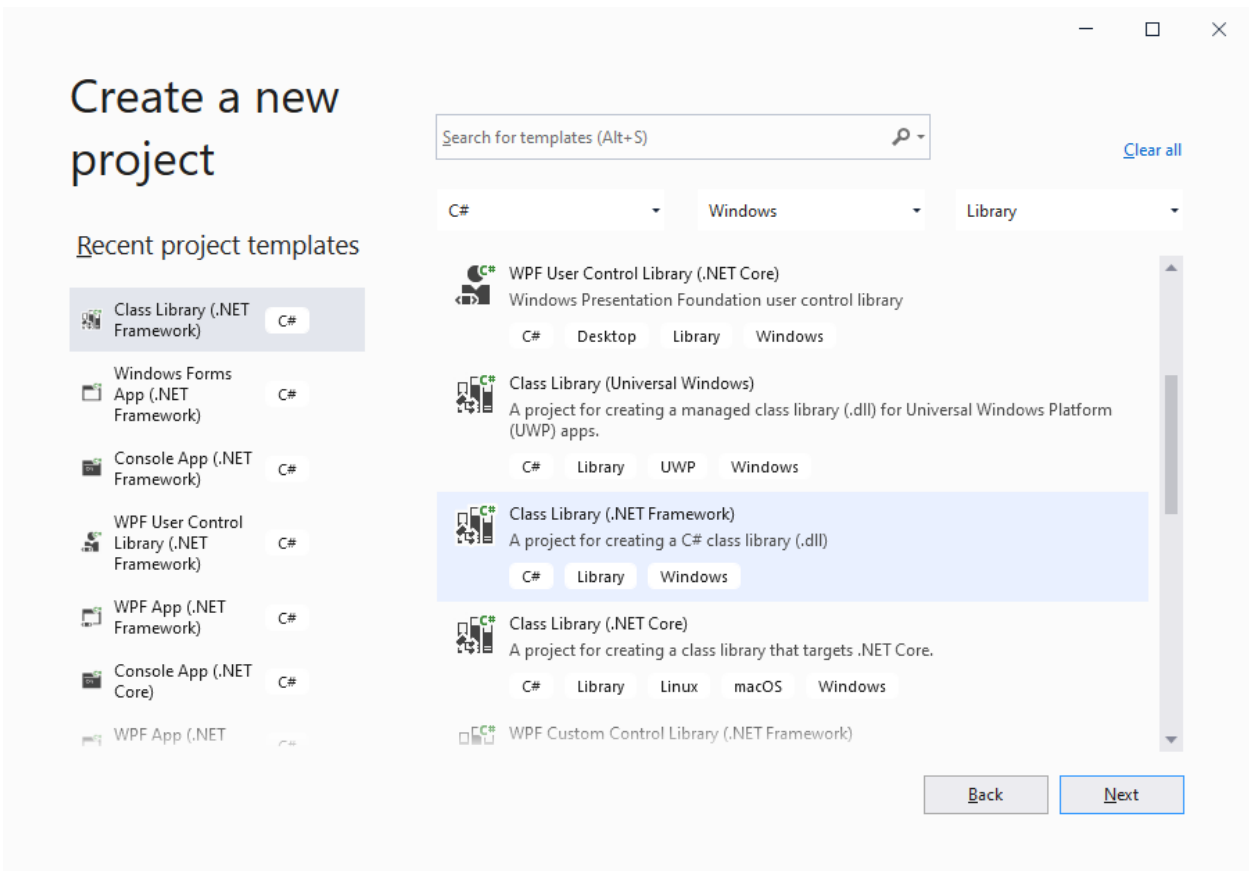 Create a new
project
Search for templates (Alt+S)
Clear all
C#
Windows
Library
Recent project templates
Class Library (.NET
Framework)
C#
Windows Forms
App (.NET
Framework)
C#
Console App (.NET
Framework)
C#
WPF User Control
Library (.NET
Framework)
C#
WPF App (.NET
Framework)
C#
Console App (.NET
Core)
C#
WPF App (.NET
C#
WPF User Control Library (.NET Core)
Windows Presentation Foundation user control library
C# Desktop Library Windows
Class Library (Universal Windows)
A project for creating a managed class library (.dll) for Universal Windows Platform
(UWP) apps.
C# Library UWP Windows
Class Library (.NET Framework)
A project for creating a C# class library (.dll)
C# Library Windows
Class Library (.NET Core)
A project for creating a class library that targets .NET Core.
C# Library Linux macOS Windows
WPF Custom Control Library (.NET Framework)
Back
Next